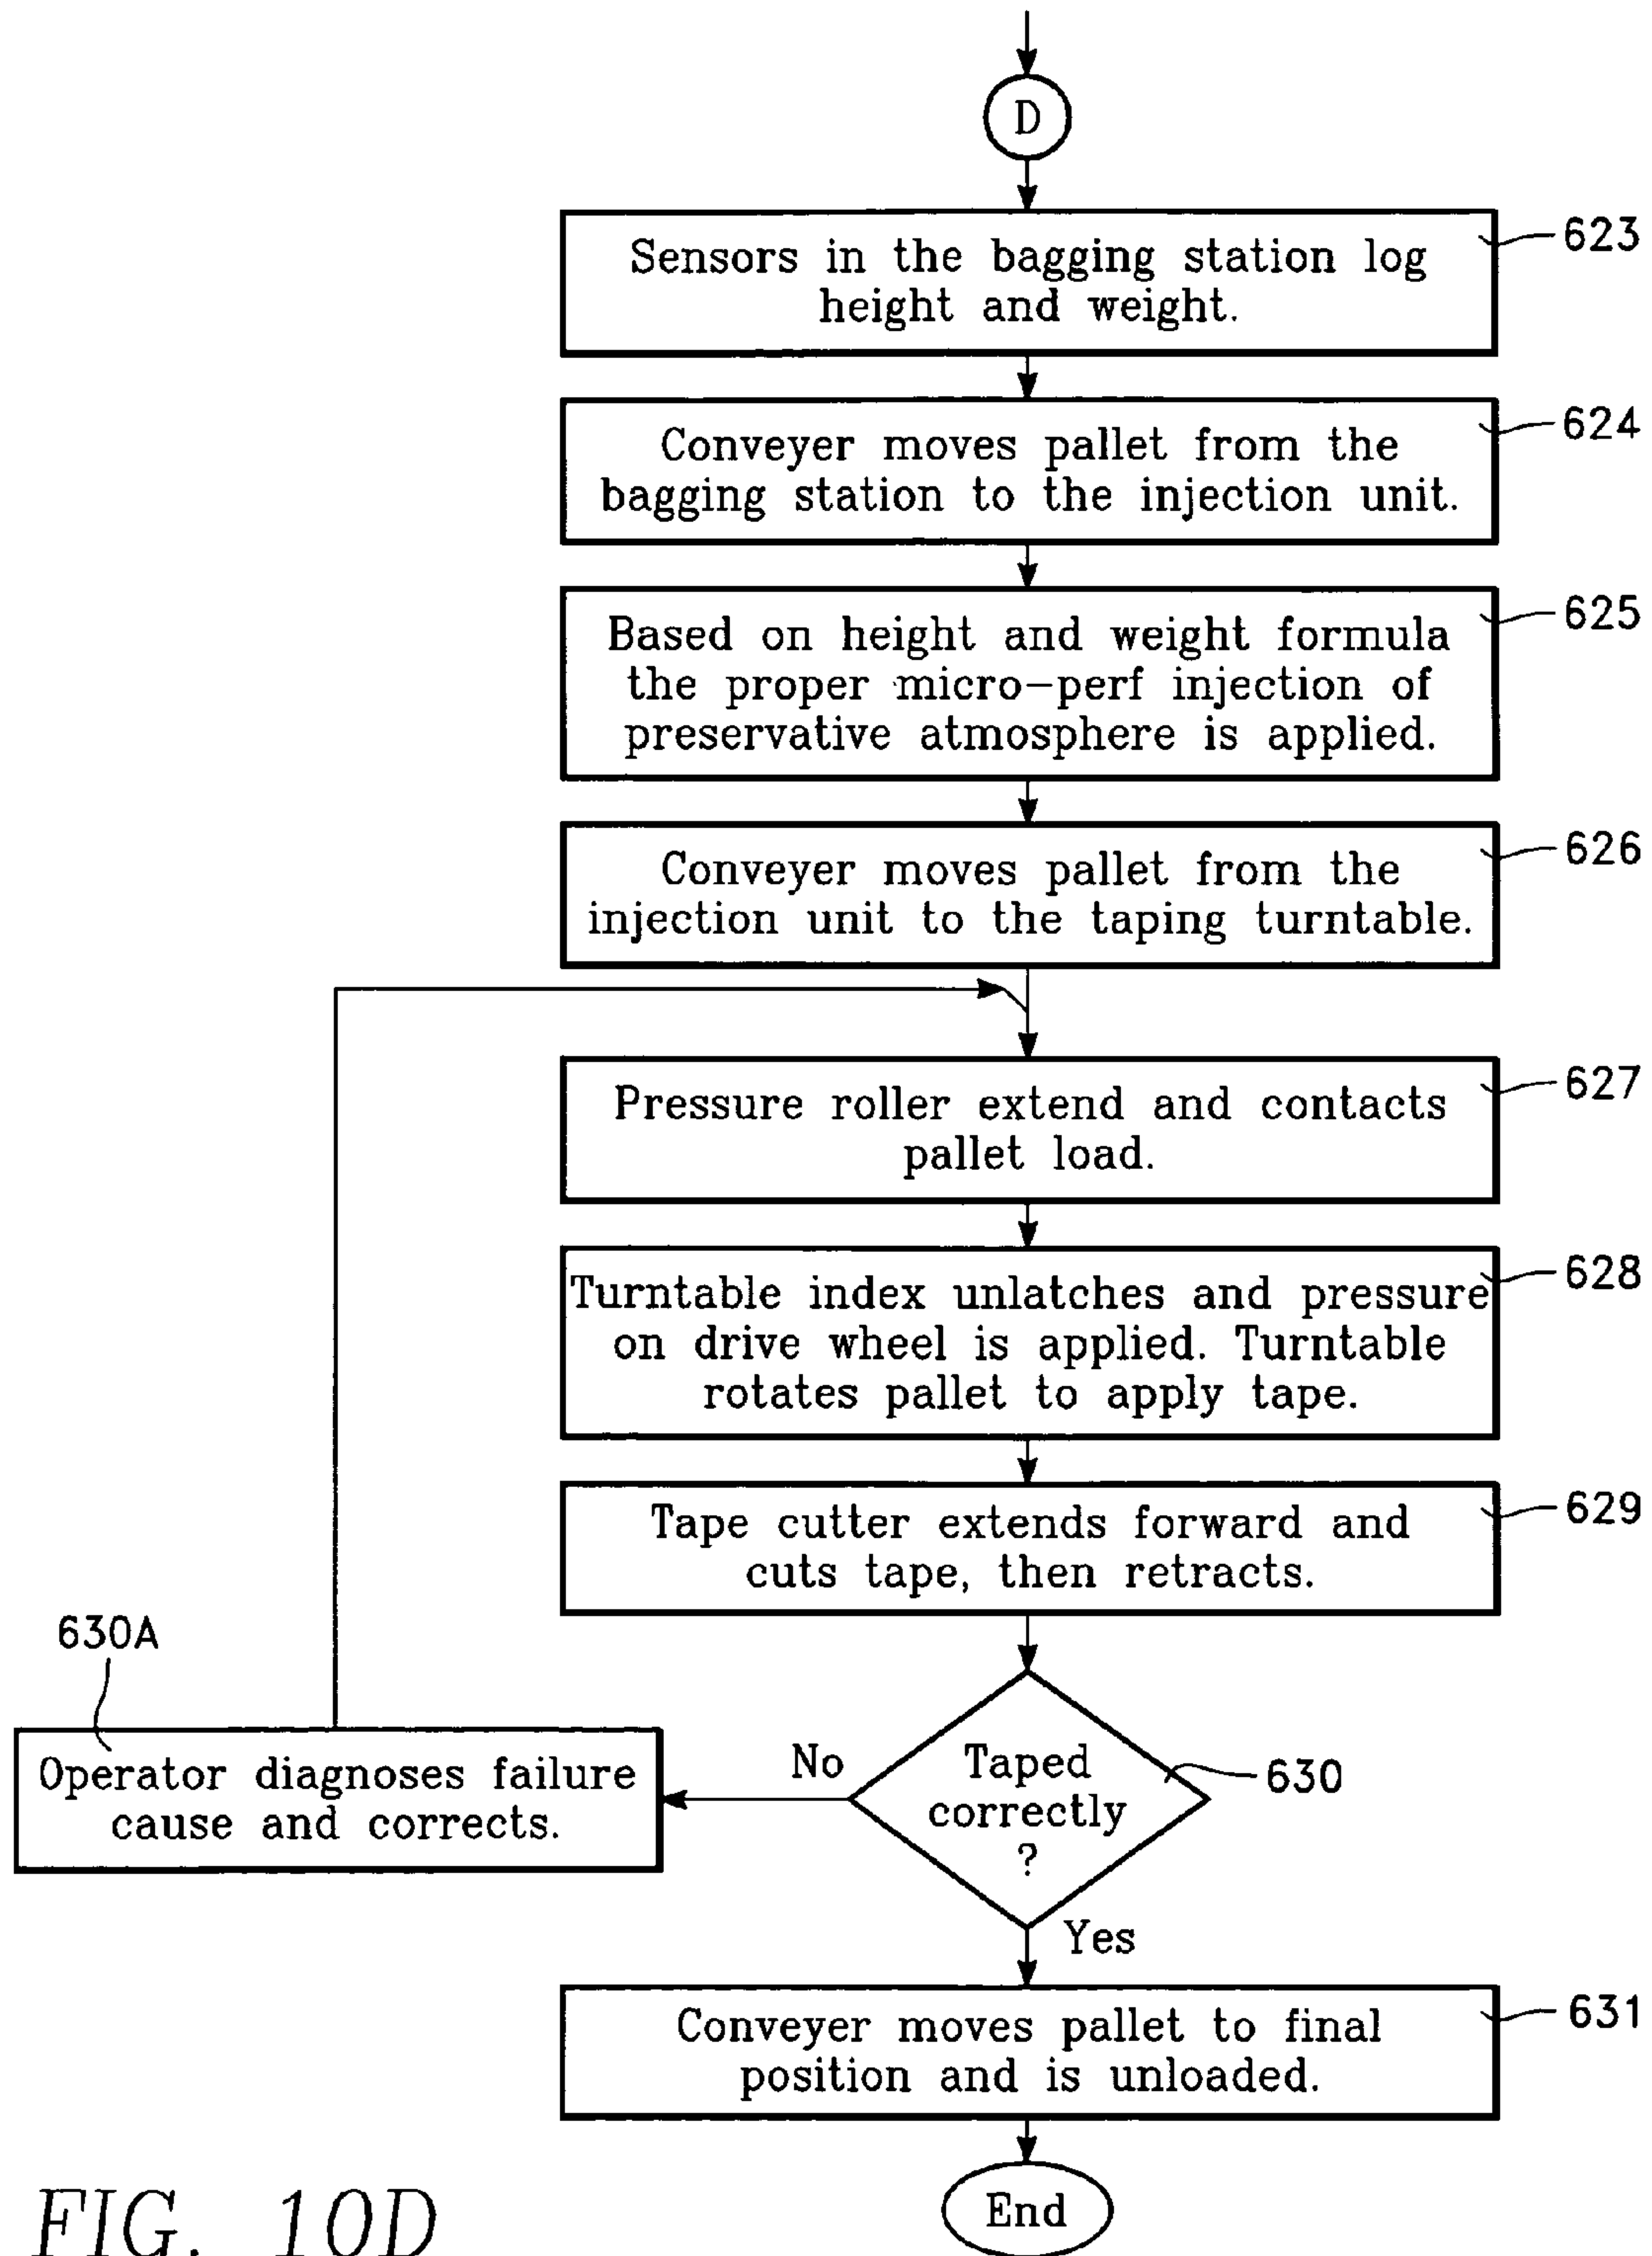 D
Sensors in the bagging station log
height and weight.
623
Conveyer moves pallet from the
bagging station to the injection unit.
624
Based on height and weight formula
the proper micro-perf injection of
preservative atmosphere is applied.
625
Conveyer moves pallet from the
injection unit to the taping turntable.
626
Pressure roller extend and contacts
pallet load.
627
Turntable index unlatches and pressure
on drive wheel is applied. Turntable
rotates pallet to apply tape.
628
Tape cutter extends forward and
cuts tape, then retracts.
629
630A
Operator diagnoses failure
cause and corrects.
No
Taped
correctly
?
630
Yes
Conveyer moves pallet to final
position and is unloaded.
631
End
FIG. 10D